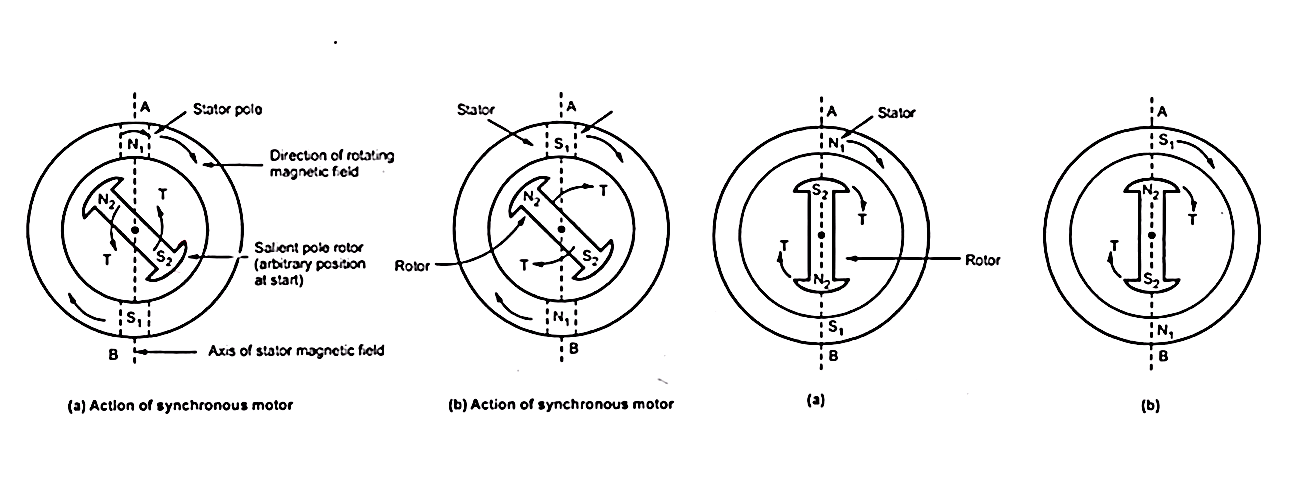 A
Stator pole
N1
Direction of rotating
magnetic field
N2
T
T
S2
Salient pole rotor
(arbitrary position
at start)
S1
B
Axis of stator magnetic field
(a) Action of synchronous motor
A
Stator
S1
N2
T
Rotor
T
S2
N1
B
(b) Action of synchronous motor
A
Stator
N1
S2
T
T
Rotor
N2
S1
B
(a)
A
S1
N2
T
T
S2
N1
B
(b)